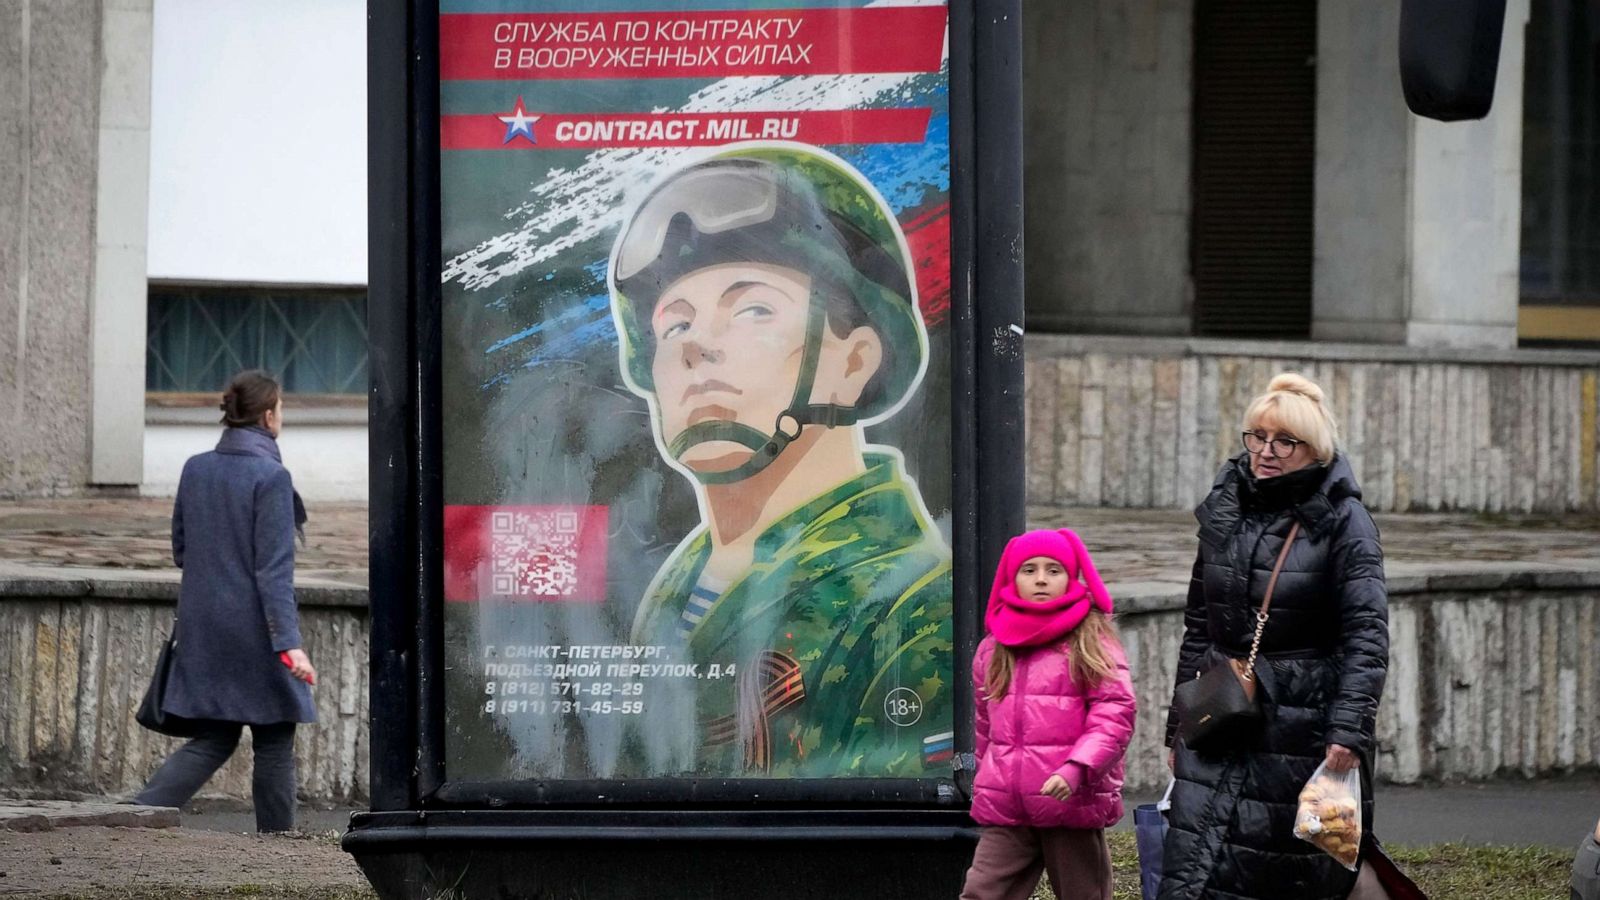 СЛУЖБА ПО КОНТРАКТУ
В ВООРУЖЕННЫХ СИЛАХ
CONTRACT.MIL.RU
Г. САНКТ-ПЕТЕРБУРГ,
ПОДЪЕЗДНОЙ ПЕРЕУЛОК, Д.4
8 (812) 571-82-29
8 (911) 731-45-59
18+